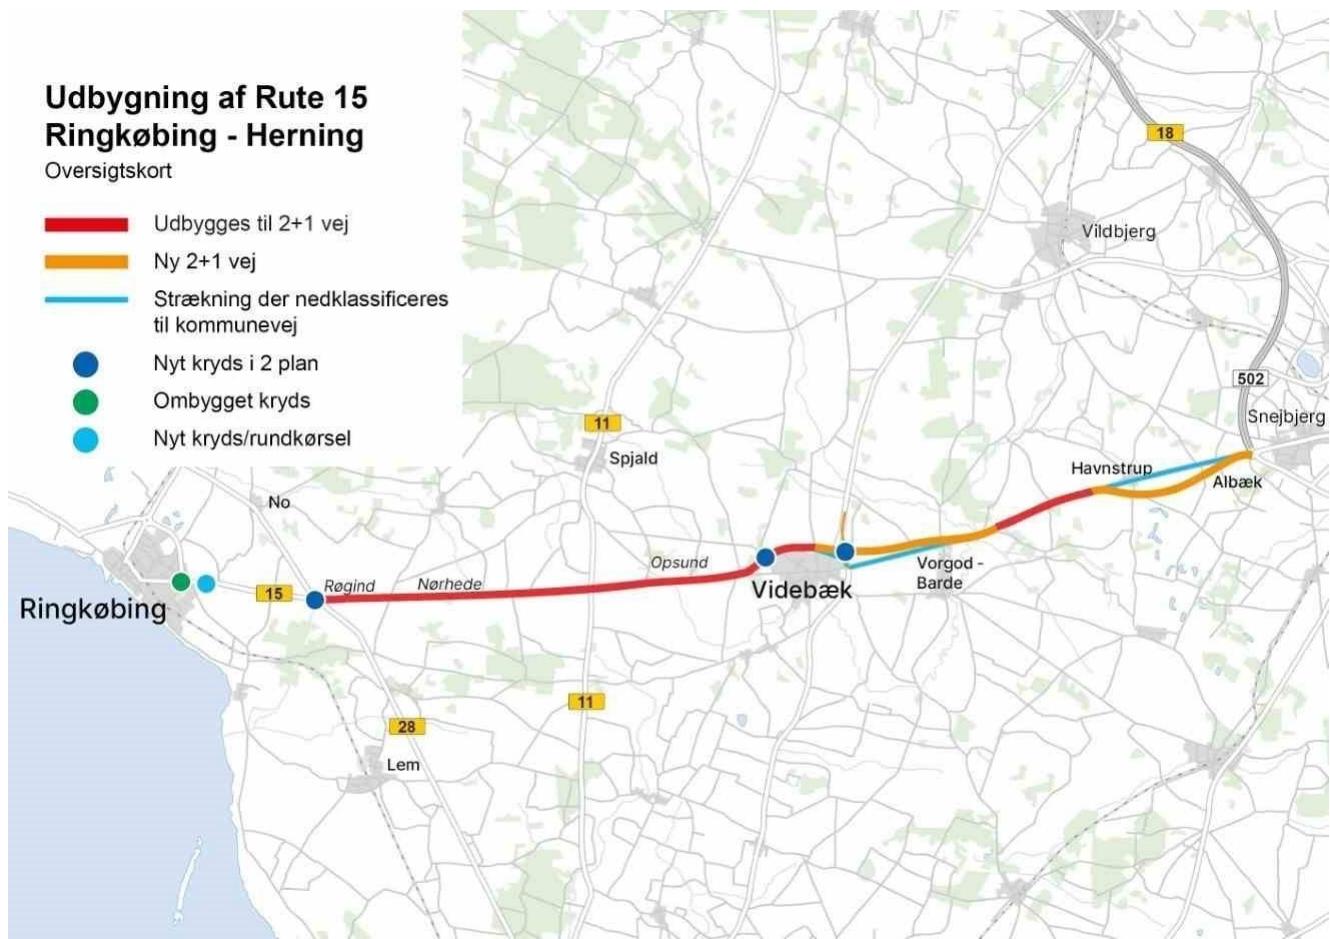 Udbygning af Rute 15
Ringkøbing - Herning
Oversigtskort
Udbygges til 2+1 vej
Ny 2+1 vej
Strækning der nedklassificeres
til kommunevej
Nyt kryds i 2 plan
Ombygget kryds
Nyt kryds/rundkørsel
18
Vildbjerg
502
Snejbjerg
11
Spjald
Havnstrup
Albæk
No
Opsund
Vorgod -
Barde
Videbæk
Røgind
Nørhede
15
Ringkøbing
11
28
Lem